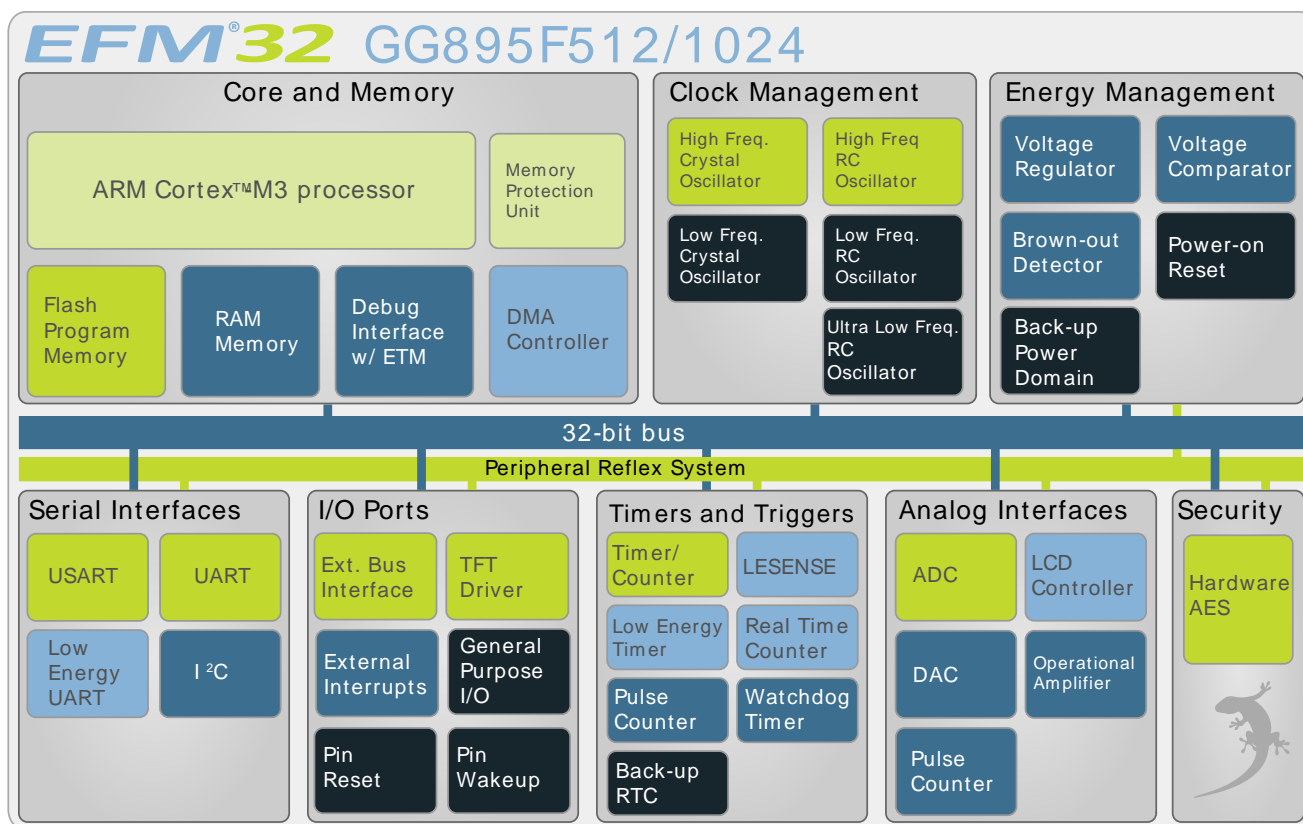 EFM®32 GG895F512/1024
Core and Memory
ARM Cortex™M3 processor
Memory
Protection
Unit
Flash
Program
Memory
RAM
Memory
Debug
Interface
w/ ETM
DMA
Controller
Clock Management
High Freq.
Crystal
Oscillator
High Freq
RC
Oscillator
Low Freq.
Crystal
Oscillator
Low Freq.
RC
Oscillator
Ultra Low Freq.
RC
Oscillator
Energy Management
Voltage
Regulator
Voltage
Comparator
Brown-out
Detector
Power-on
Reset
Back-up
Power
Domain
32-bit bus
Peripheral Reflex System
Serial Interfaces
USART
UART
Low
Energy
UART
I²C
I/O Ports
Ext. Bus
Interface
TFT
Driver
External
Interrupts
General
Purpose
I/O
Pin
Reset
Pin
Wakeup
Timers and Triggers
Timer/
Counter
LESENSE
Low Energy
Timer
Real Time
Counter
Pulse
Counter
Watchdog
Timer
Back-up
RTC
Analog Interfaces
ADC
LCD
Controller
DAC
Operational
Amplifier
Pulse
Counter
Security
Hardware
AES